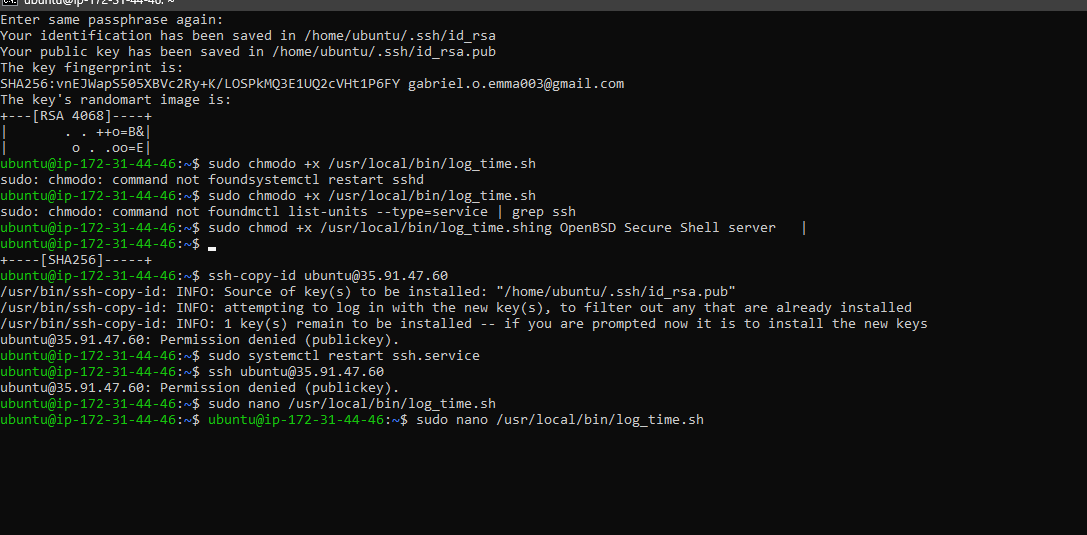 ubuntu@ip-172-31-44-46: ~
Enter same passphrase again:
Your identification has been saved in /home/ubuntu/.ssh/id_rsa
Your public key has been saved in /home/ubuntu/.ssh/id_rsa.pub
The key fingerprint is:
SHA256:vnEJWapS505XBVc2Ry+K/LOSPkMQ3E1UQ2cVHt1P6FY gabriel.o.emma003@gmail.com
The key's randomart image is:
+---[RSA 4068]----+
|       . . ++o=B&|
|        o . .oo=E|
ubuntu@ip-172-31-44-46:~$ sudo chmodo +x /usr/local/bin/log_time.sh
sudo: chmodo: command not foundsystemctl restart sshd
ubuntu@ip-172-31-44-46:~$ sudo chmodo +x /usr/local/bin/log_time.sh
sudo: chmodo: command not foundmctl list-units --type=service | grep ssh
ubuntu@ip-172-31-44-46:~$ sudo chmod +x /usr/local/bin/log_time.shing OpenBSD Secure Shell server   |
ubuntu@ip-172-31-44-46:~$
+----[SHA256]-----+
ubuntu@ip-172-31-44-46:~$ ssh-copy-id ubuntu@35.91.47.60
/usr/bin/ssh-copy-id: INFO: Source of key(s) to be installed: "/home/ubuntu/.ssh/id_rsa.pub"
/usr/bin/ssh-copy-id: INFO: attempting to log in with the new key(s), to filter out any that are already installed
/usr/bin/ssh-copy-id: INFO: 1 key(s) remain to be installed -- if you are prompted now it is to install the new keys
ubuntu@35.91.47.60: Permission denied (publickey).
ubuntu@ip-172-31-44-46:~$ sudo systemctl restart ssh.service
ubuntu@ip-172-31-44-46:~$ ssh ubuntu@35.91.47.60
ubuntu@35.91.47.60: Permission denied (publickey).
ubuntu@ip-172-31-44-46:~$ sudo nano /usr/local/bin/log_time.sh
ubuntu@ip-172-31-44-46:~$ ubuntu@ip-172-31-44-46:~$ sudo nano /usr/local/bin/log_time.sh